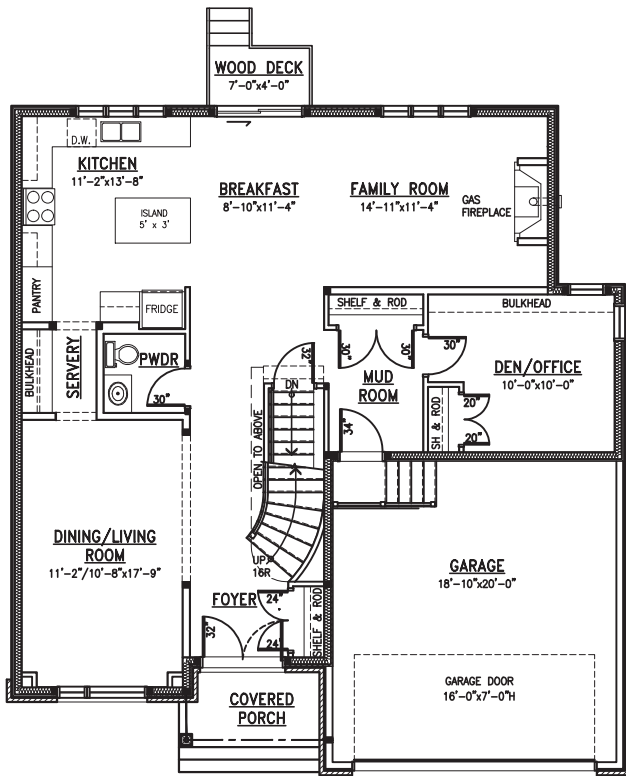 WOOD DECK
7'-0"x4'-0"
D.W.
KITCHEN
11'-2"x13'-8"
BREAKFAST
8'-10"x11'-4"
FAMILY ROOM
14'-11"x11'-4"
GAS
FIREPLACE
ISLAND
5' x 3'
PANTRY
FRIDGE
SHELF & ROD
BULKHEAD
BULKHEAD
SERVERY
PWDR
30"
32"
30"
30"
30"
DN
MUD
ROOM
DEN/OFFICE
10'-0"x10'-0"
34"
SH & ROD
20"
20"
OPEN TO ABOVE
DINING/LIVING
ROOM
11'-2"/10'-8"x17'-9"
UP
16R
GARAGE
18'-10"x20'-0"
FOYER
24"
32"
24"
SHELF & ROD
GARAGE DOOR
16'-0"x7'-0"H
COVERED
PORCH